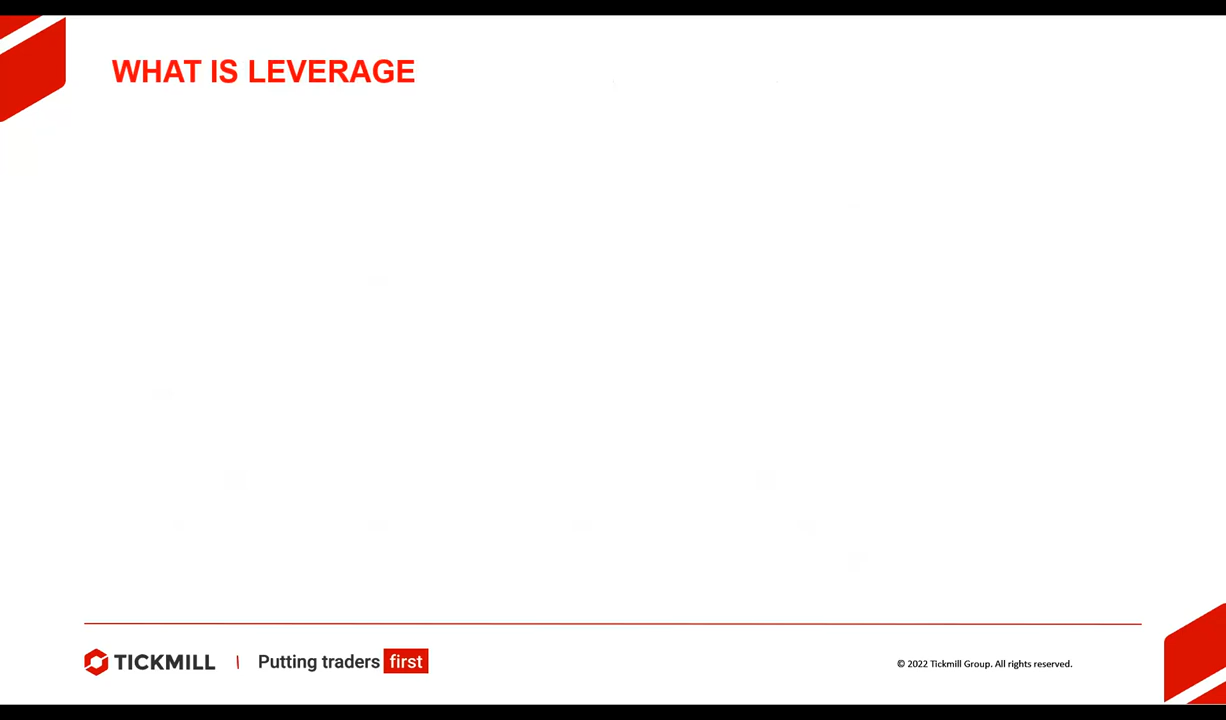 WHAT IS LEVERAGE
TICKMILL | Putting traders first
© 2022 Tickmill Group. All rights reserved.